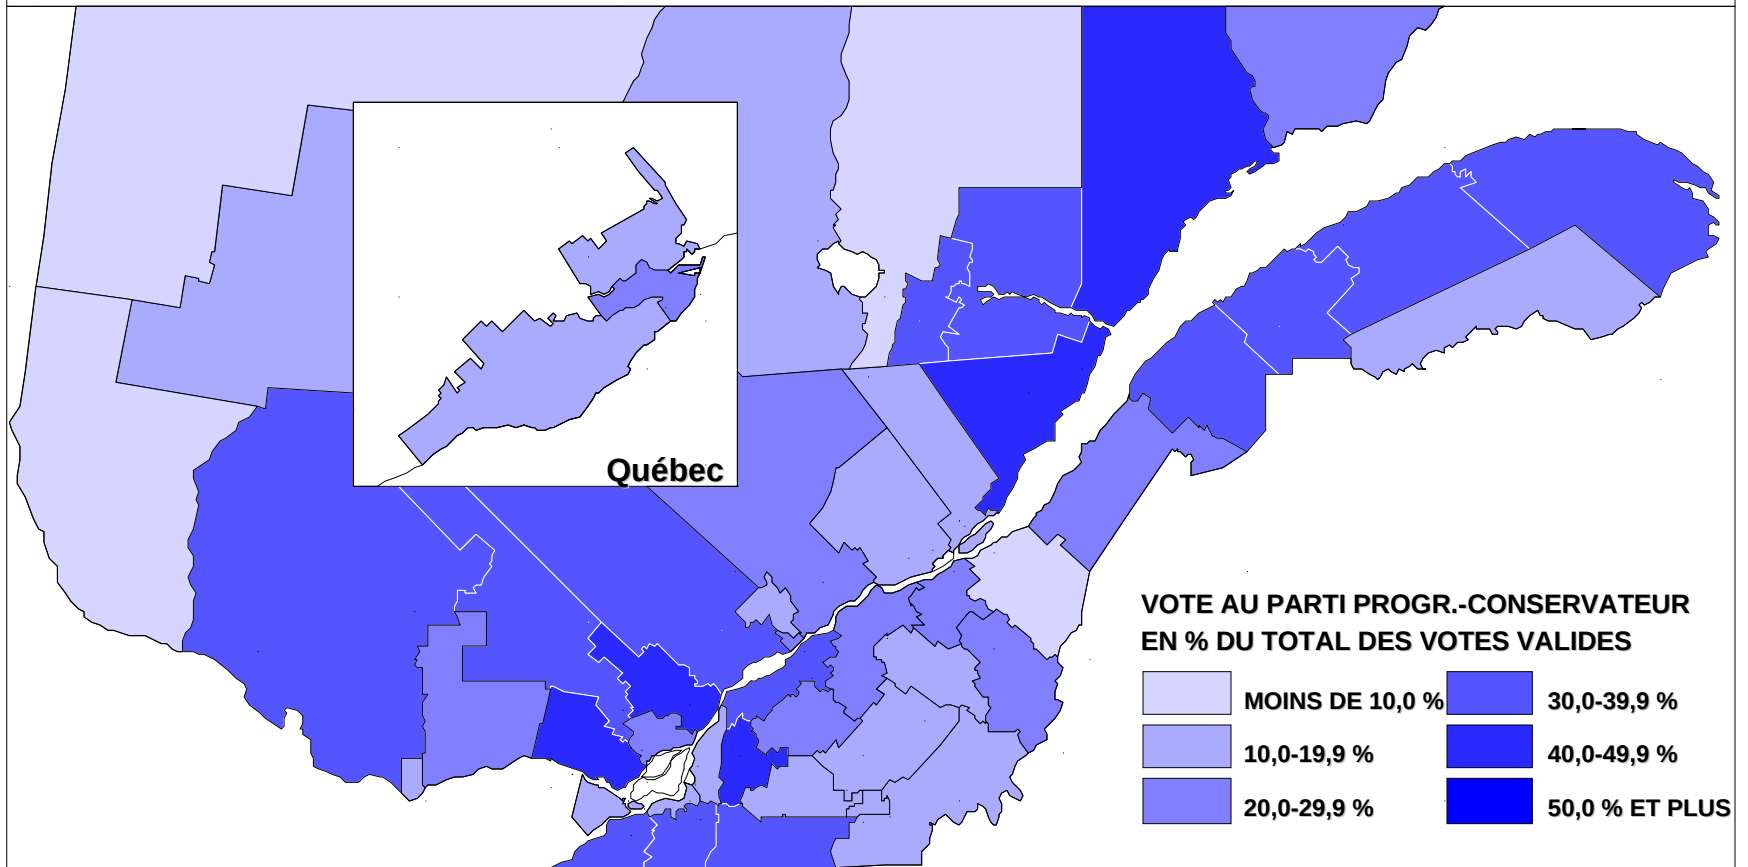 Québec
VOTE AU PARTI PROGR.-CONSERVATEUR
EN % DU TOTAL DES VOTES VALIDES
MOINS DE 10,0 %
30,0-39,9 %
10,0-19,9 %
40,0-49,9 %
20,0-29,9 %
50,0 % ET PLUS